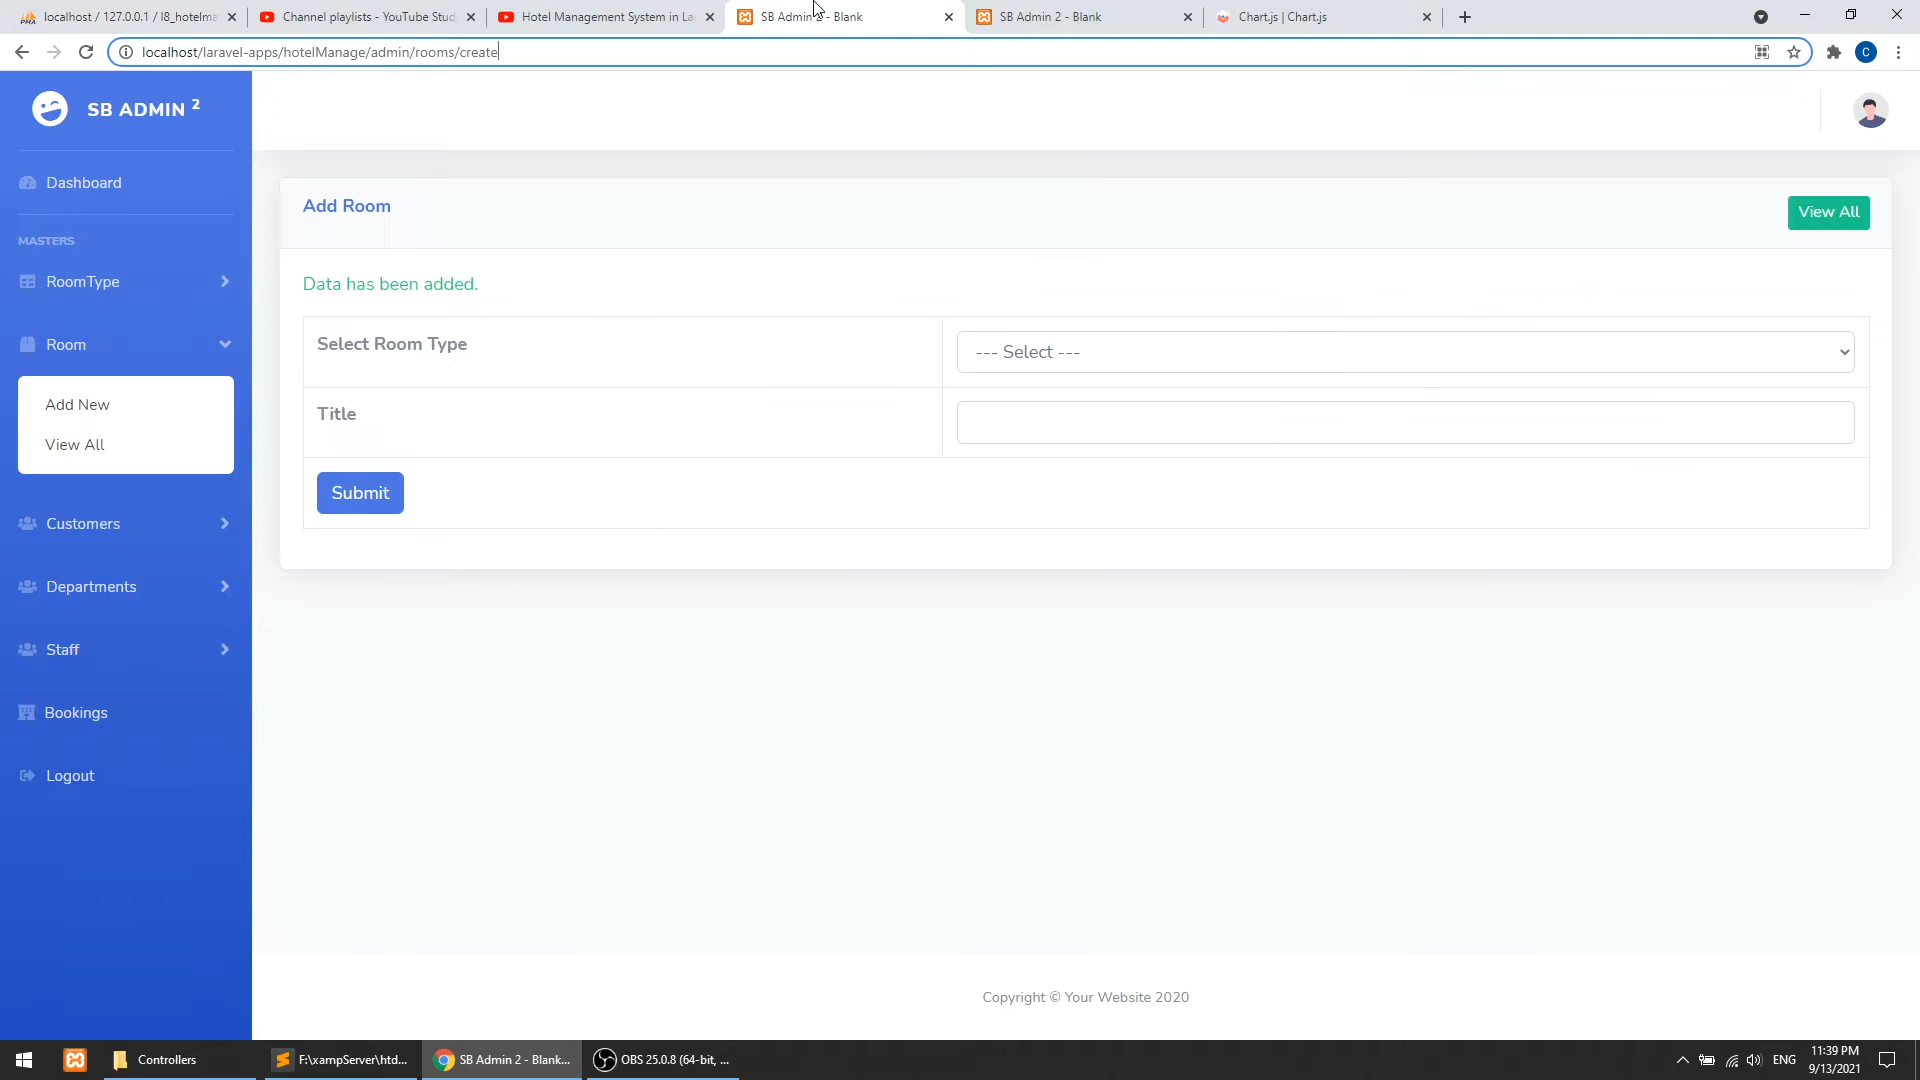 localhost / 127.0.0.1 / l8_hotelma
Channel playlists - YouTube Stud
Hotel Management System in La
SB Admin 2 - Blank
SB Admin 2 - Blank
Chart.js | Chart.js
localhost/laravel-apps/hotelManage/admin/rooms/create
C
SB ADMIN 2
Dashboard
MASTERS
RoomType
Room
Add New
View All
Customers
Departments
Staff
Bookings
Logout
Add Room
View All
Data has been added.
Select Room Type
--- Select ---
Title
Submit
Copyright © Your Website 2020
Controllers
F:\xampServer\htd...
SB Admin 2 - Blank...
OBS 25.0.8 (64-bit, ...
ENG
11:39 PM
9/13/2021